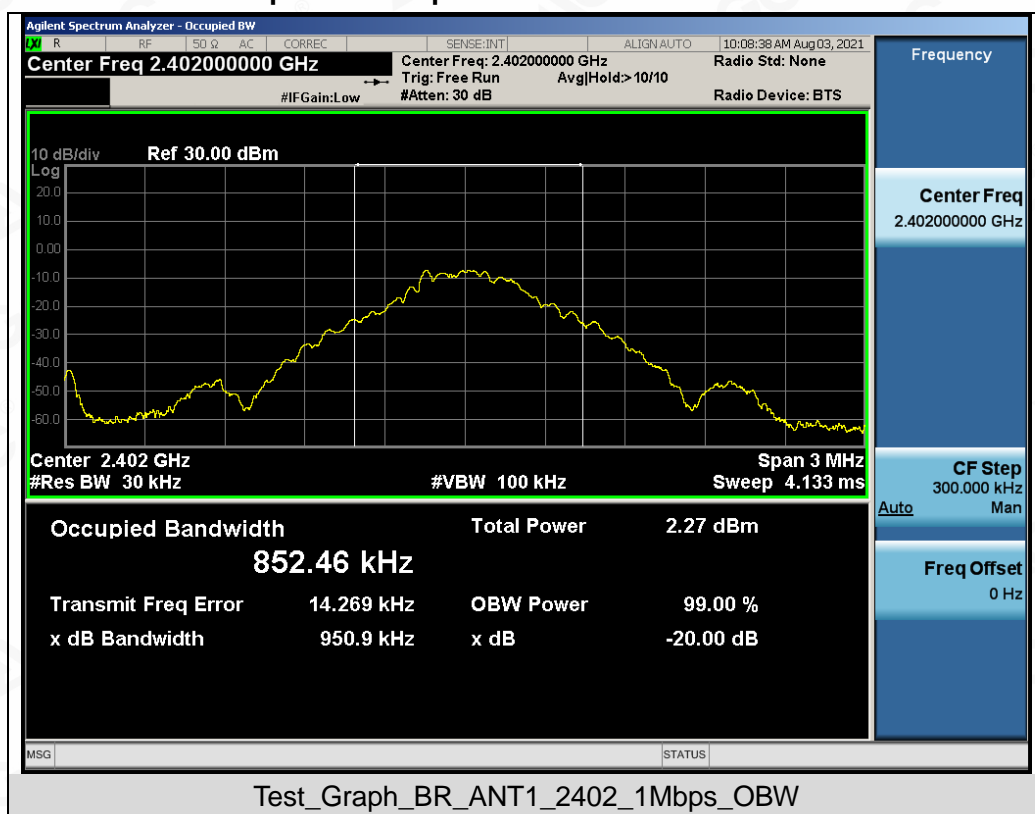 Agilent Spectrum Analyzer - Occupied BW
LXI R RF 50 Ω AC CORREC SENSE:INT ALIGN AUTO 10:08:38 AM Aug 03, 2021
Center Freq 2.402000000 GHz Center Freq: 2.402000000 GHz Radio Std: None
Trig: Free Run Avg|Hold:> 10/10
#IFGain:Low #Atten: 30 dB Radio Device: BTS
10 dB/div Ref 30.00 dBm
Log
20.0
10.0
0.00
-10.0
-20.0
-30.0
-40.0
-50.0
-60.0
Center 2.402 GHz Span 3 MHz
#Res BW 30 kHz #VBW 100 kHz Sweep 4.133 ms
Occupied Bandwidth Total Power 2.27 dBm
852.46 kHz
Transmit Freq Error 14.269 kHz OBW Power 99.00 %
x dB Bandwidth 950.9 kHz x dB -20.00 dB
MSG STATUS
Frequency
Center Freq
2.402000000 GHz
CF Step
300.000 kHz
Auto Man
Freq Offset
0 Hz
Test_Graph_BR_ANT1_2402_1Mbps_OBW